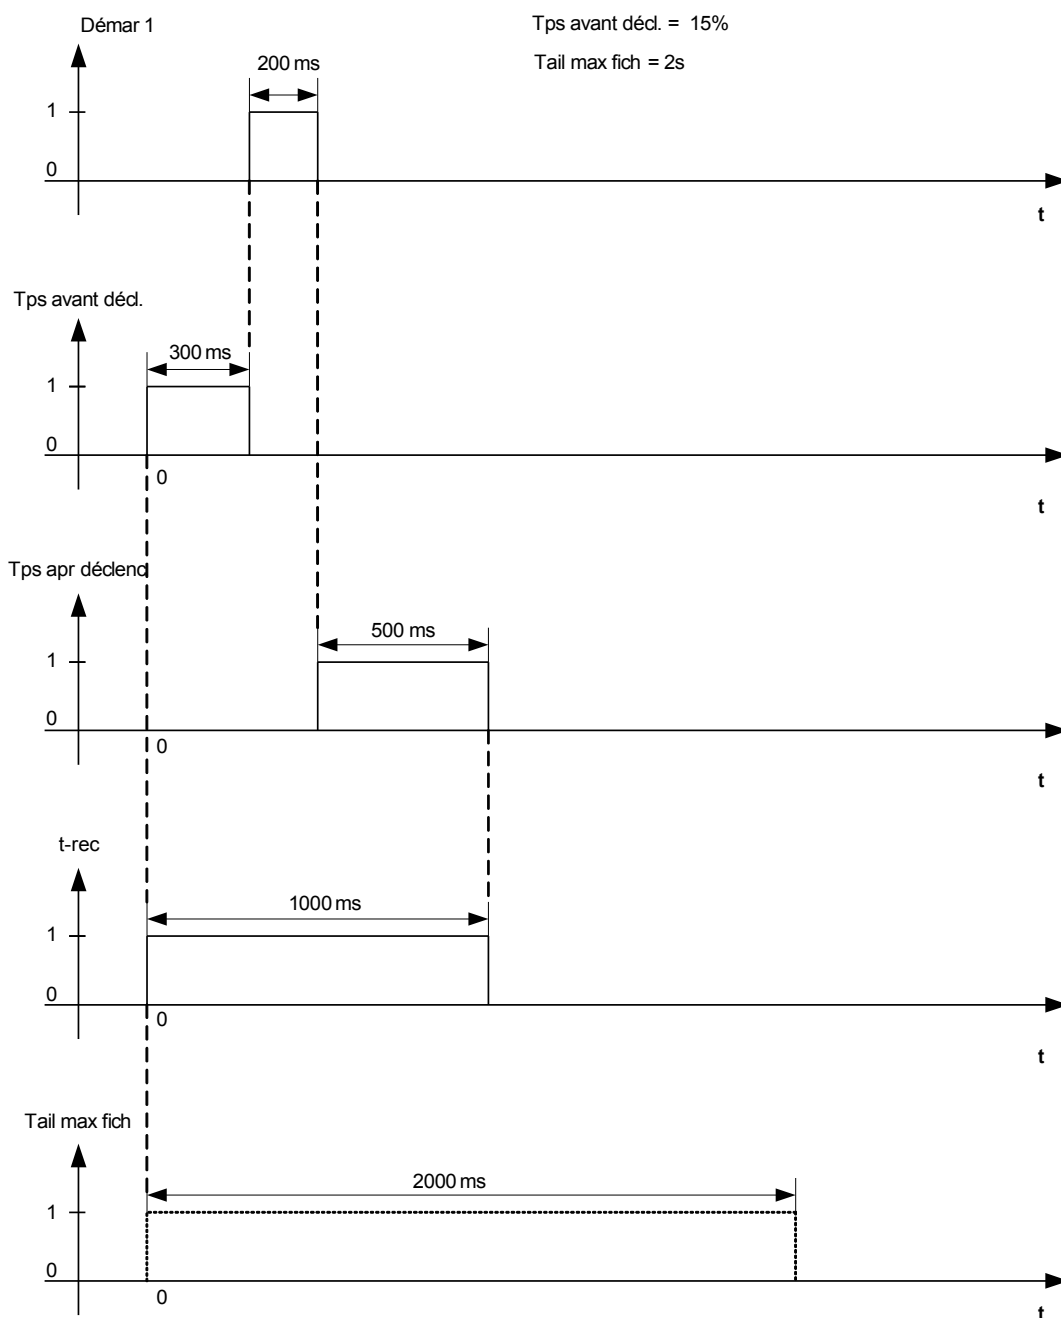 Démar 1
Tps avant décl. = 15%
Tail max fich = 2s
200 ms
1
0
t
Tps avant décl.
300 ms
1
0
0
t
Tps apr déclenc
500 ms
1
0
0
t
t-rec
1000 ms
1
0
0
t
Tail max fich
2000 ms
1
0
0
t